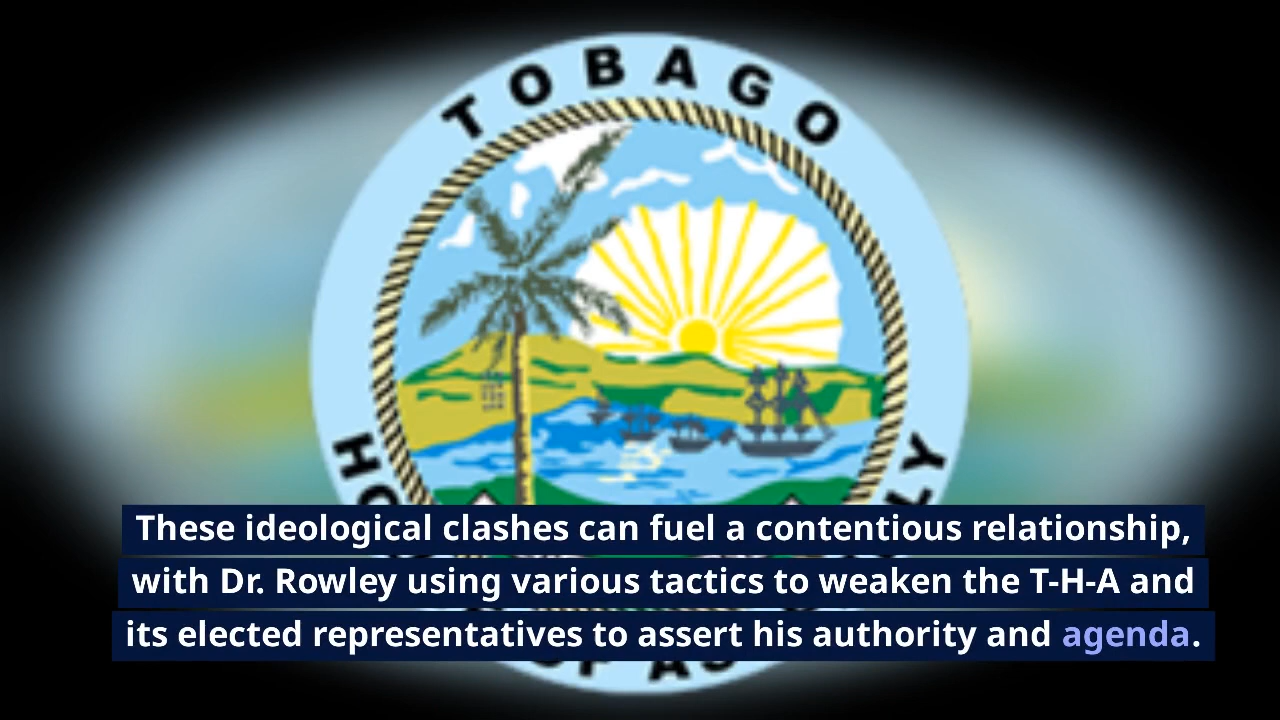 TOBAGO
These ideological clashes can fuel a contentious relationship,
with Dr. Rowley using various tactics to weaken the T-H-A and
its elected representatives to assert his authority and agenda.